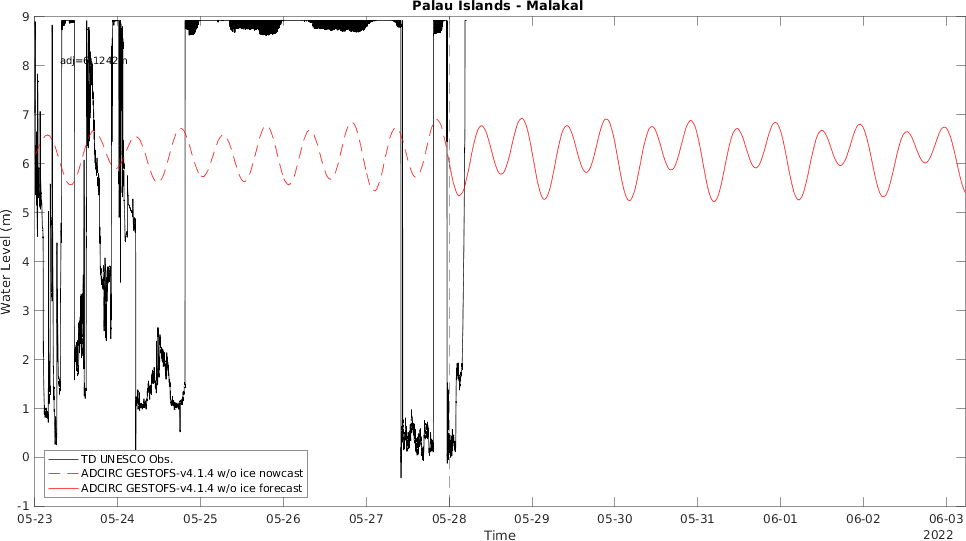 Palau Islands - Malakal
9
8
7
6
5
4
3
2
1
0
-1
Water Level (m)
adj=6.1242m
TD UNESCO Obs.
ADCIRC GESTOFS-v4.1.4 w/o ice nowcast
ADCIRC GESTOFS-v4.1.4 w/o ice forecast
05-23 05-24 05-25 05-26 05-27 05-28 05-29 05-30 05-31 06-01 06-02 06-03
Time
2022